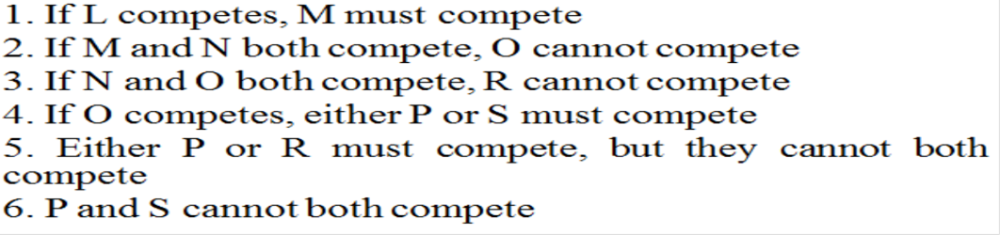 1. If L competes, M must compete
2. If M and N both compete, O cannot compete
3. If N and O both compete, R cannot compete
4. If O competes, either P or S must compete
5. Either P or R must compete, but they cannot both
compete
6. P and S cannot both compete